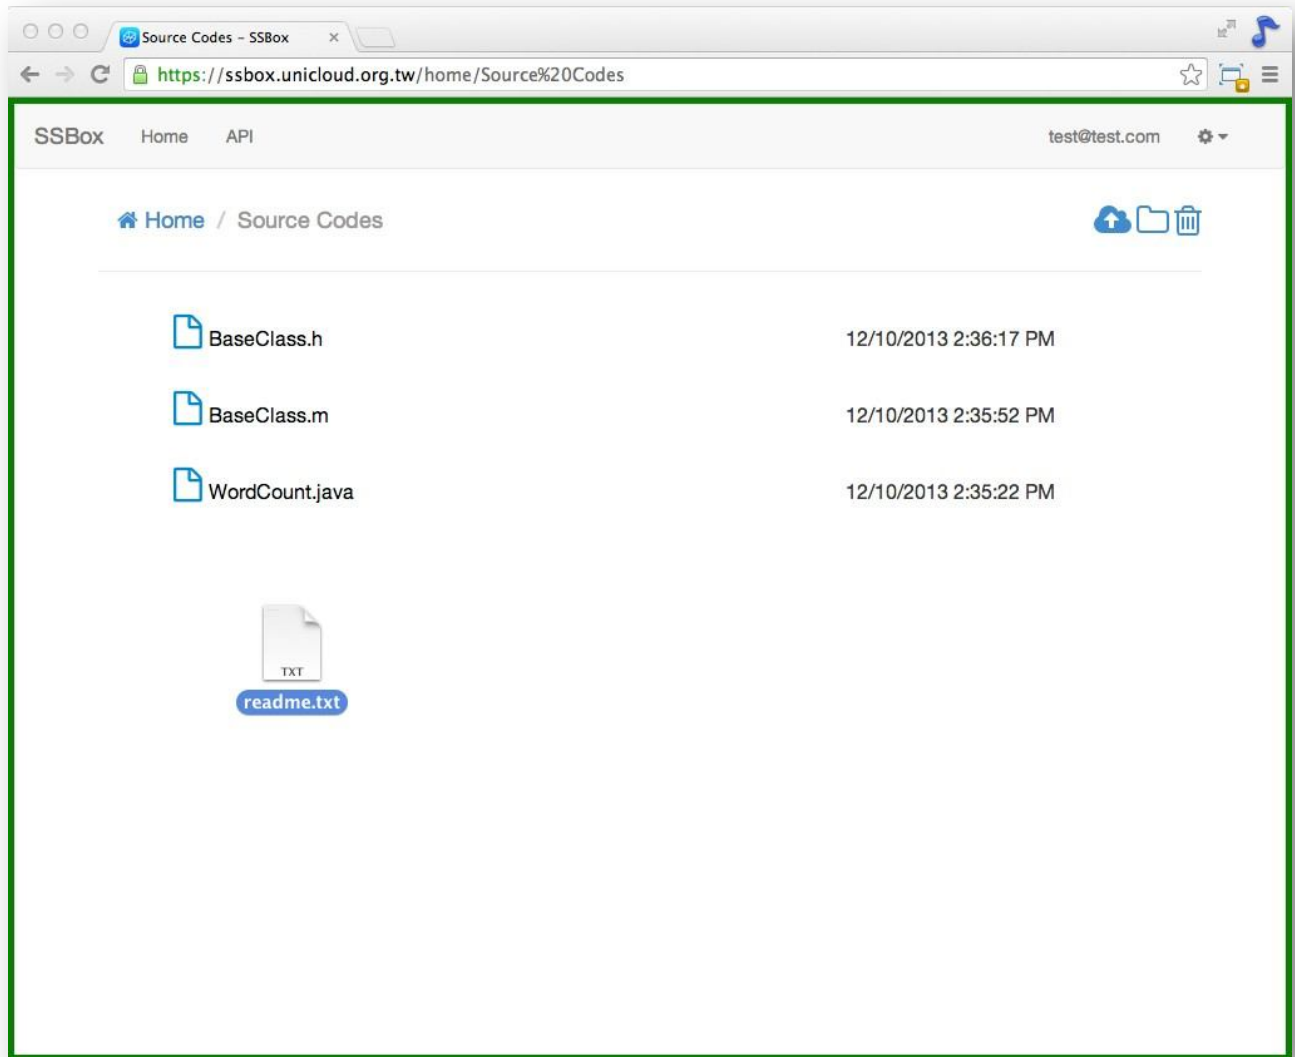 Source Codes – SSBox
https://ssbox.unicloud.org.tw/home/Source%20Codes
SSBox Home API test@test.com
Home / Source Codes
BaseClass.h 12/10/2013 2:36:17 PM
BaseClass.m 12/10/2013 2:35:52 PM
WordCount.java 12/10/2013 2:35:22 PM
TXT
readme.txt